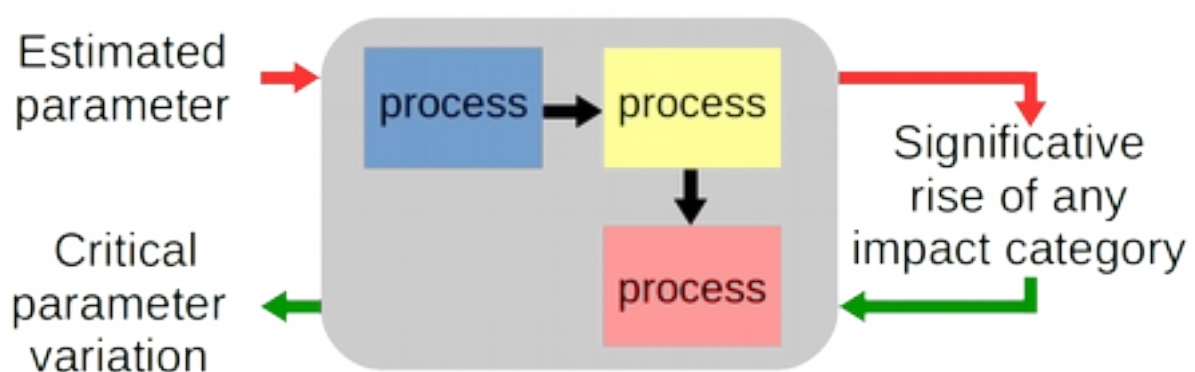 Estimated
parameter
process
process
Significative
rise of any
impact category
process
Critical
parameter
variation